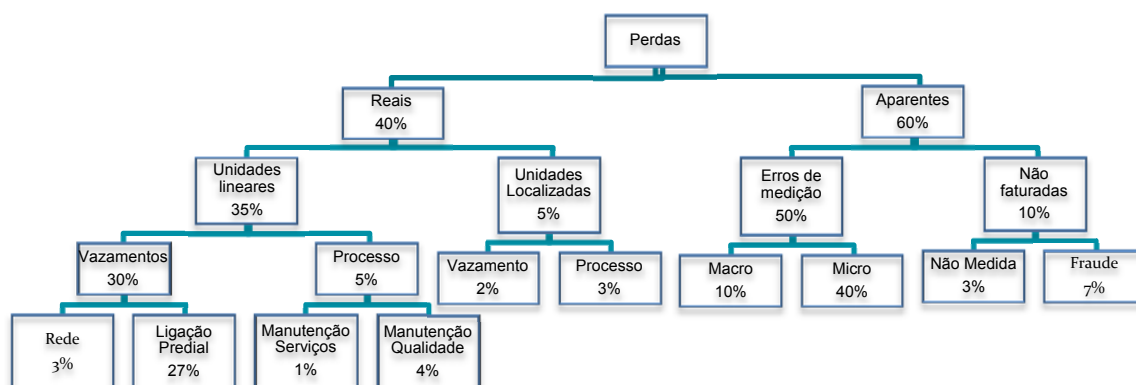 Perdas
Reais
40%
Aparentes
60%
Unidades
lineares
35%
Unidades
Localizadas
5%
Erros de
medição
50%
Não
faturadas
10%
Vazamentos
30%
Processo
5%
Vazamento
2%
Processo
3%
Macro
10%
Micro
40%
Não Medida
3%
Fraude
7%
Rede
3%
Ligação
Predial
27%
Manutenção
Serviços
1%
Manutenção
Qualidade
4%